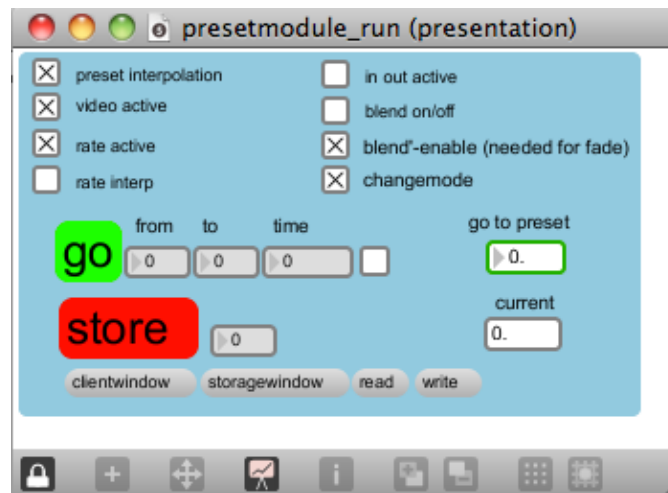 presetmodule_run (presentation)
preset interpolation
in out active
video active
blend on/off
rate active
blend'-enable (needed for fade)
rate interp
changemode
from to time
go to preset
go 0 0 0
0.
current
store 0
0.
clientwindow storagewindow read write